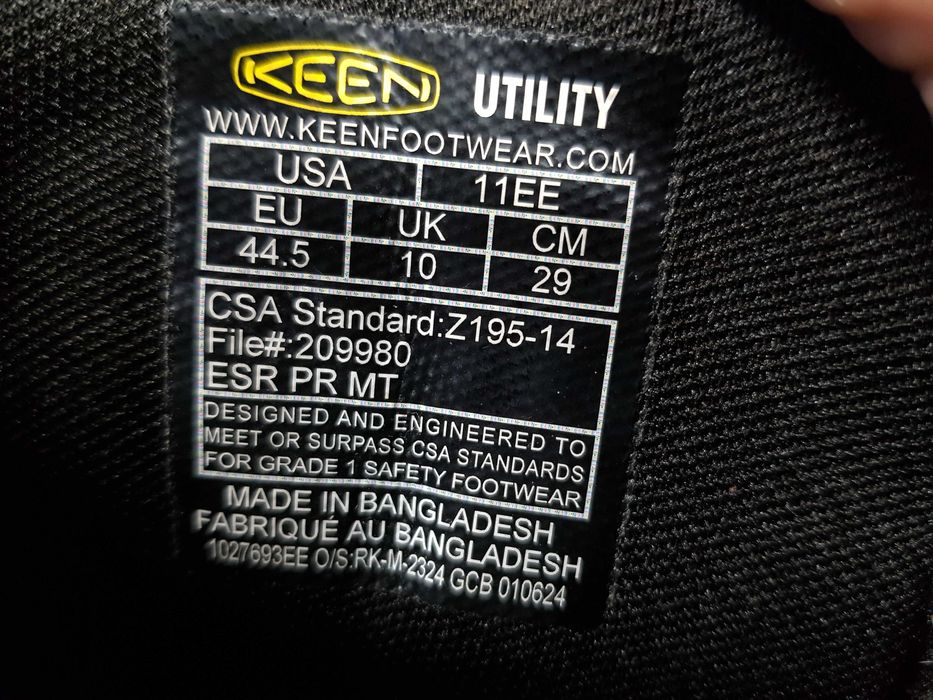 KEEN UTILITY
WWW.KEENFOOTWEAR.COM
USA 11EE
EU UK CM
44.5 10 29
CSA Standard:Z195-14
File#:209980
ESR PR MT
DESIGNED AND ENGINEERED TO
MEET OR SURPASS CSA STANDARDS
FOR GRADE 1 SAFETY FOOTWEAR
MADE IN BANGLADESH
FABRIQUÉ AU BANGLADESH
1027693EE O/S:RK-M-2324 GCB 010624